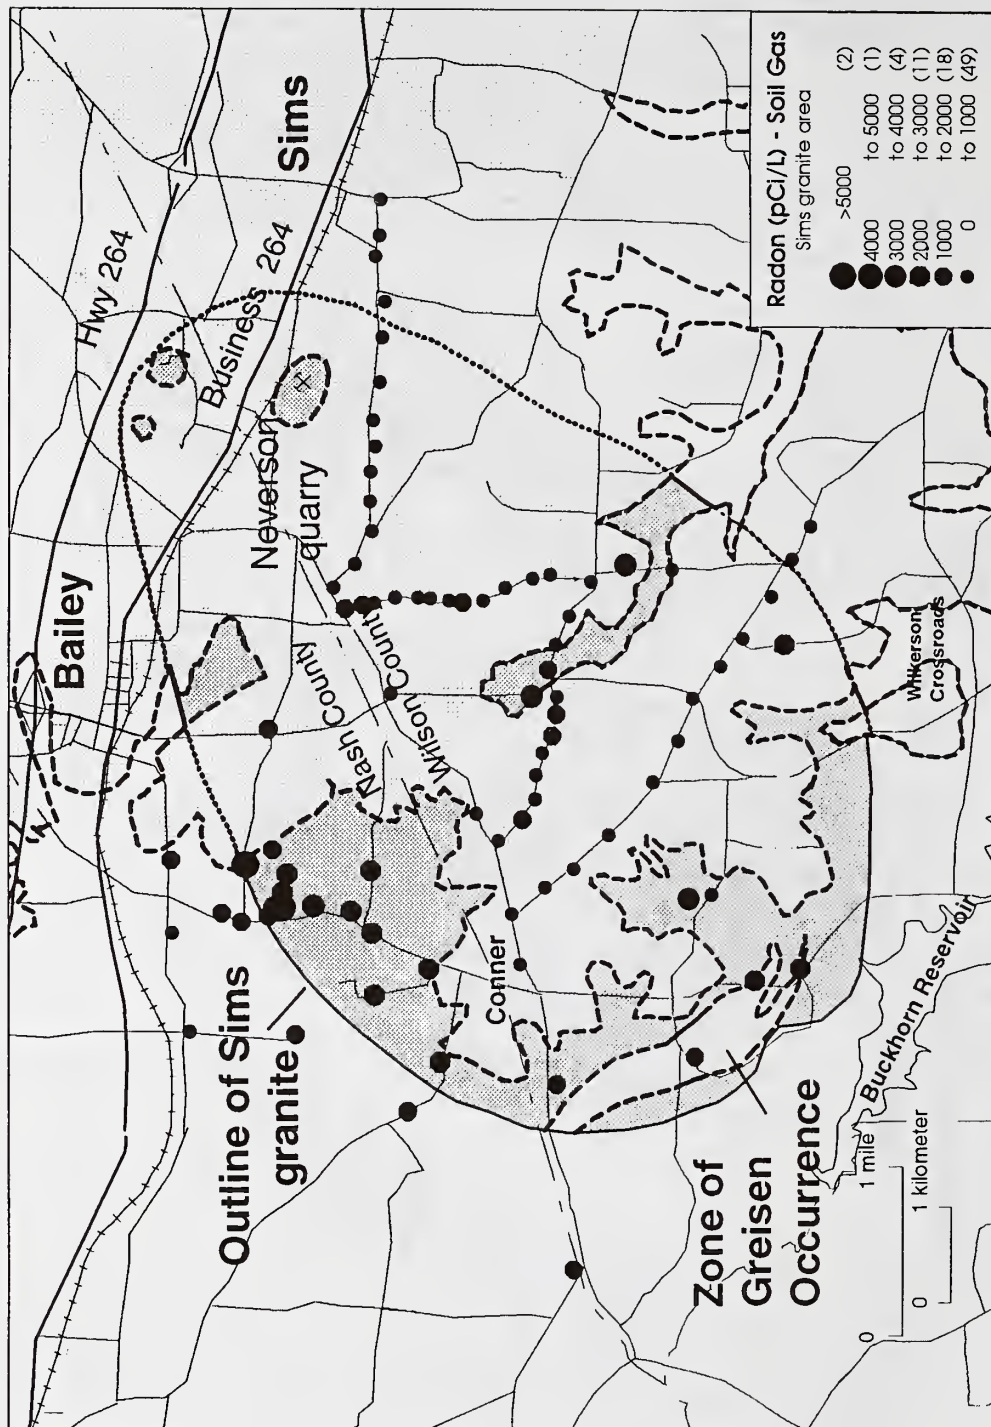 Hwy 264
Bailey
Sims
Business 264
Neverson
quarry
Nash County
Wilson County
Outline of Sims
granite
Conner
Wilkerson
Crossroads
Zone of
Greisen
Occurrence
Buckhorn Reservoir
0 1 mile
0 1 kilometer
Radon (pCi/L) - Soil Gas
Sims granite area
>5000 (2)
4000 to 5000 (1)
3000 to 4000 (4)
2000 to 3000 (11)
1000 to 2000 (18)
0 to 1000 (49)